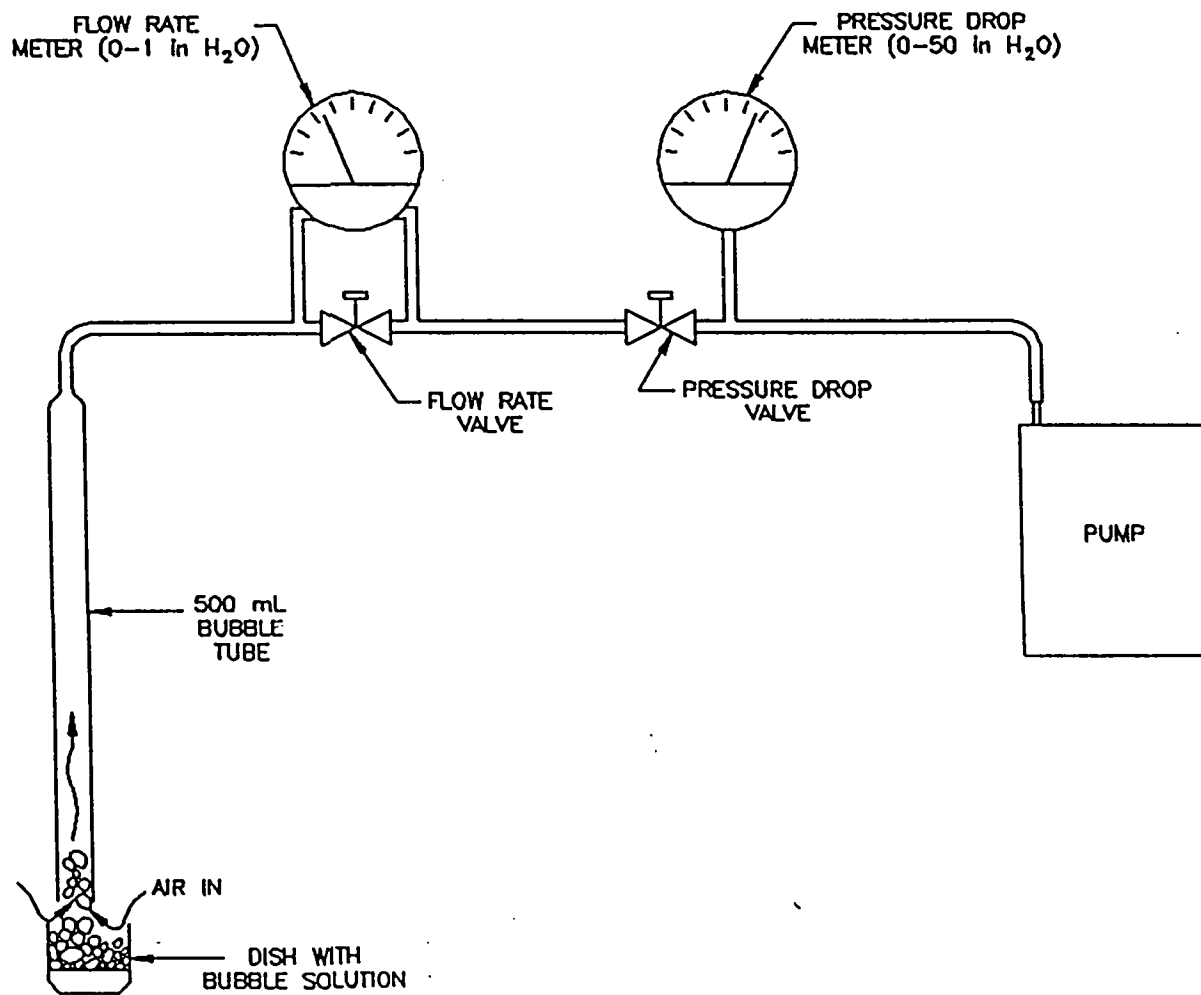 FLOW RATE
METER (0-1 in H₂O)
PRESSURE DROP
METER (0-50 in H₂O)
FLOW RATE
VALVE
PRESSURE DROP
VALVE
PUMP
500 mL
BUBBLE
TUBE
AIR IN
DISH WITH
BUBBLE SOLUTION